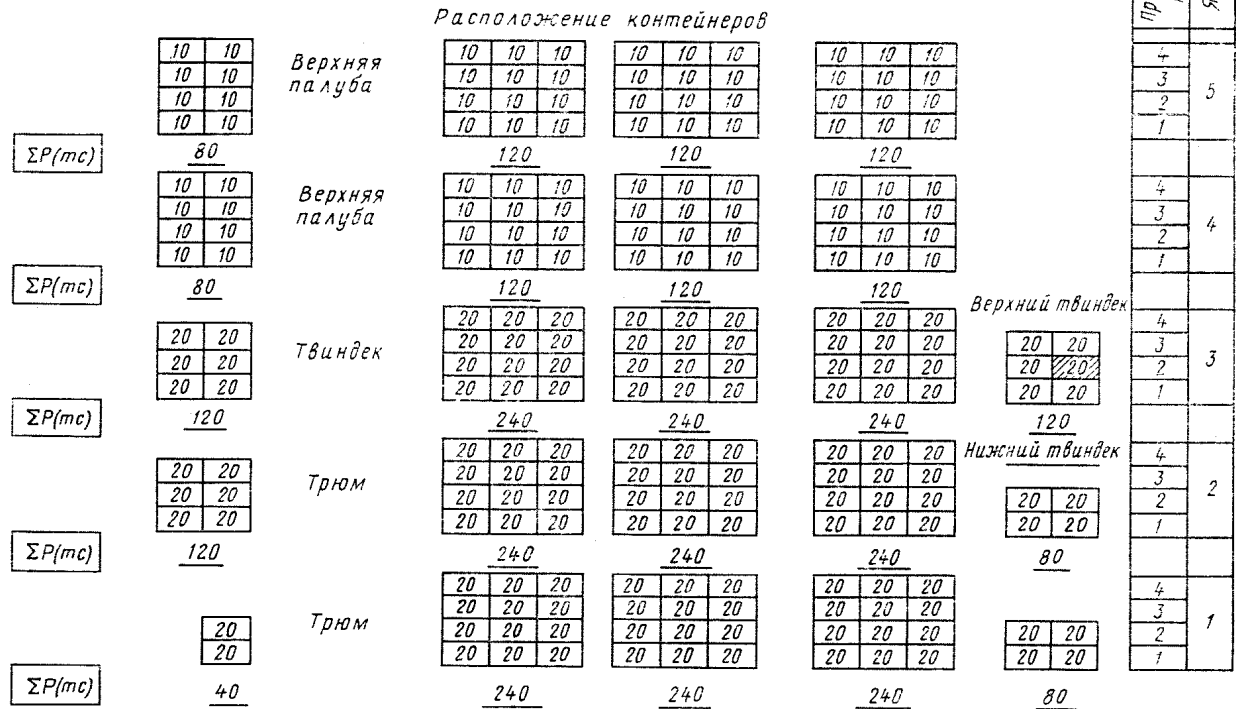 Расположение контейнеров
Пр
Я
10 10 Верхняя 10 10 10 10 10 10 10 10 10 4
10 10 палуба 10 10 10 10 10 10 10 10 10 3
10 10 10 10 10 10 10 10 10 10 10 2 5
10 10 10 10 10 10 10 10 10 10 10 1
ΣP(тс) 80 120 120 120
10 10 Верхняя 10 10 10 10 10 10 10 10 10 4
10 10 палуба 10 10 10 10 10 10 10 10 10 3
10 10 10 10 10 10 10 10 10 10 10 2 4
10 10 10 10 10 10 10 10 10 10 10 1
ΣP(тс) 80 120 120 120
Верхний твиндек
20 20 20 20 20 20 20 20 20 4
20 20 Твиндек 20 20 20 20 20 20 20 20 20 20 20 3
20 20 20 20 20 20 20 20 20 20 20 20 20 2 3
20 20 20 20 20 20 20 20 20 20 20 20 20 1
ΣP(тс) 120 240 240 240 120
Нижний твиндек
20 20 20 20 20 20 20 20 20 4
20 20 Трюм 20 20 20 20 20 20 20 20 20 3
20 20 20 20 20 20 20 20 20 20 20 20 20 2 2
20 20 20 20 20 20 20 20 20 20 20 20 20 1
ΣP(тс) 120 240 240 240 80
20 20 20 20 20 20 20 20 20 4
Трюм 20 20 20 20 20 20 20 20 20 3
20 20 20 20 20 20 20 20 20 20 20 20 2 1
20 20 20 20 20 20 20 20 20 20 20 20 1
ΣP(тс) 40 240 240 240 80